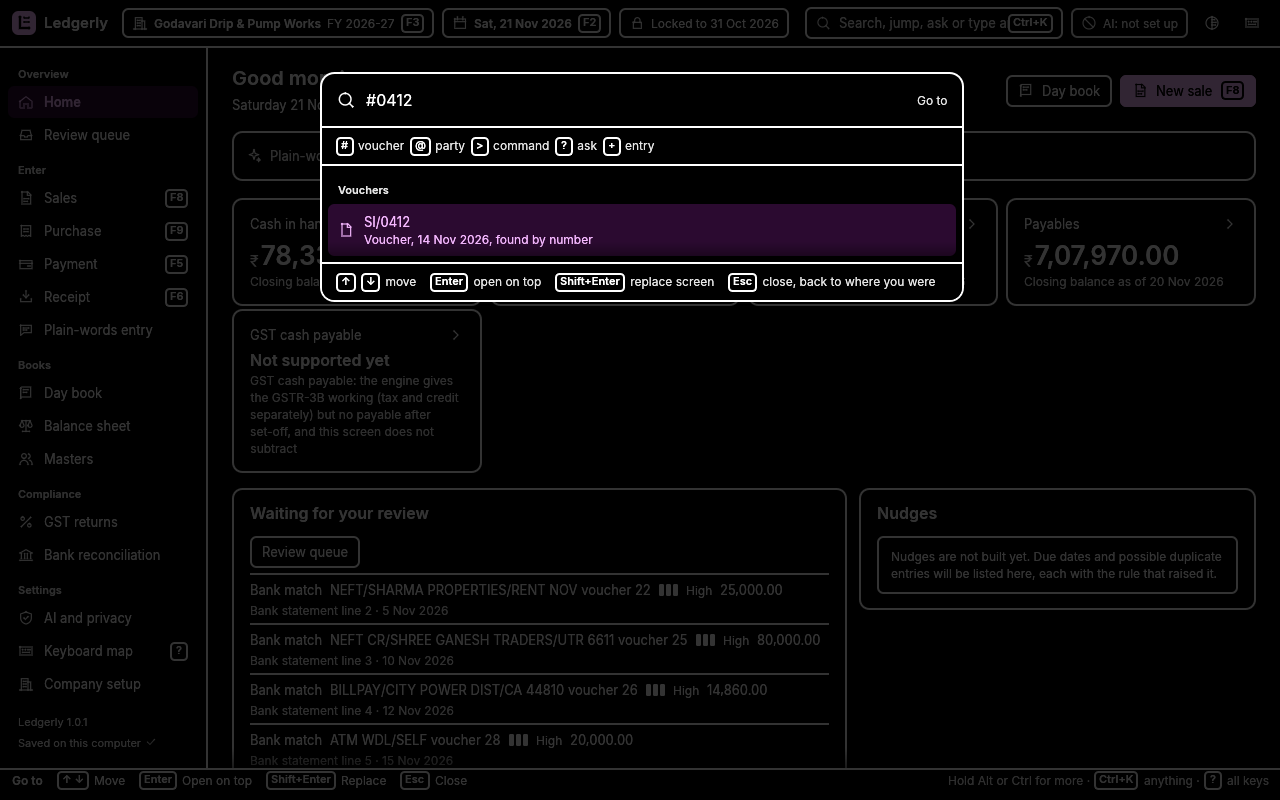 Ledgerly
Godavari Drip & Pump Works FY 2026-27 F3
Sat, 21 Nov 2026 F2
Locked to 31 Oct 2026
Search, jump, ask or type a Ctrl+K
AI: not set up
Overview
Home
Review queue
Enter
Sales F8
Purchase F9
Payment F5
Receipt F6
Plain-words entry
Books
Day book
Balance sheet
Masters
Compliance
GST returns
Bank reconciliation
Settings
AI and privacy
Keyboard map ?
Company setup
Ledgerly 1.0.1
Saved on this computer
Good
Saturday 21
Day book
New sale F8
#0412
Go to
# voucher @ party > command ? ask + entry
Vouchers
SI/0412
Voucher, 14 Nov 2026, found by number
↑ ↓ move Enter open on top Shift+Enter replace screen Esc close, back to where you were
Cash in
₹78,3
Closing
Payables
₹7,07,970.00
Closing balance as of 20 Nov 2026
GST cash payable
Not supported yet
GST cash payable: the engine gives
the GSTR-3B working (tax and credit
separately) but no payable after
set-off, and this screen does not
subtract
Waiting for your review
Review queue
Bank match NEFT/SHARMA PROPERTIES/RENT NOV voucher 22 High 25,000.00
Bank statement line 2 · 5 Nov 2026
Bank match NEFT CR/SHREE GANESH TRADERS/UTR 6611 voucher 25 High 80,000.00
Bank statement line 3 · 10 Nov 2026
Bank match BILLPAY/CITY POWER DIST/CA 44810 voucher 26 High 14,860.00
Bank statement line 4 · 12 Nov 2026
Bank match ATM WDL/SELF voucher 28 High 20,000.00
Bank statement line 5 · 15 Nov 2026
Nudges
Nudges are not built yet. Due dates and possible duplicate
entries will be listed here, each with the rule that raised it.
Go to ↑ ↓ Move Enter Open on top Shift+Enter Replace Esc Close
Hold Alt or Ctrl for more · Ctrl+K anything · ? all keys